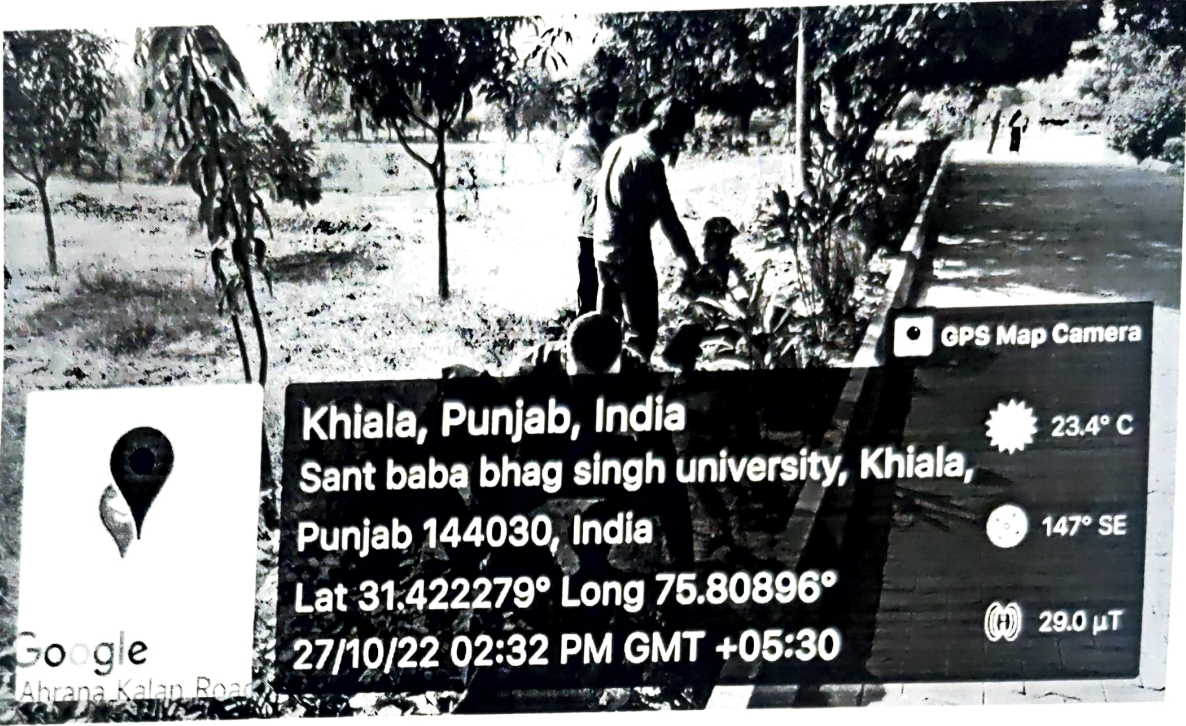 GPS Map Camera
Khiala, Punjab, India
Sant baba bhag singh university, Khiala,
Punjab 144030, India
Lat 31.422279° Long 75.80896°
27/10/22 02:32 PM GMT +05:30
23.4° C
147° SE
29.0 µT
Google
Ahrana Kalan Road